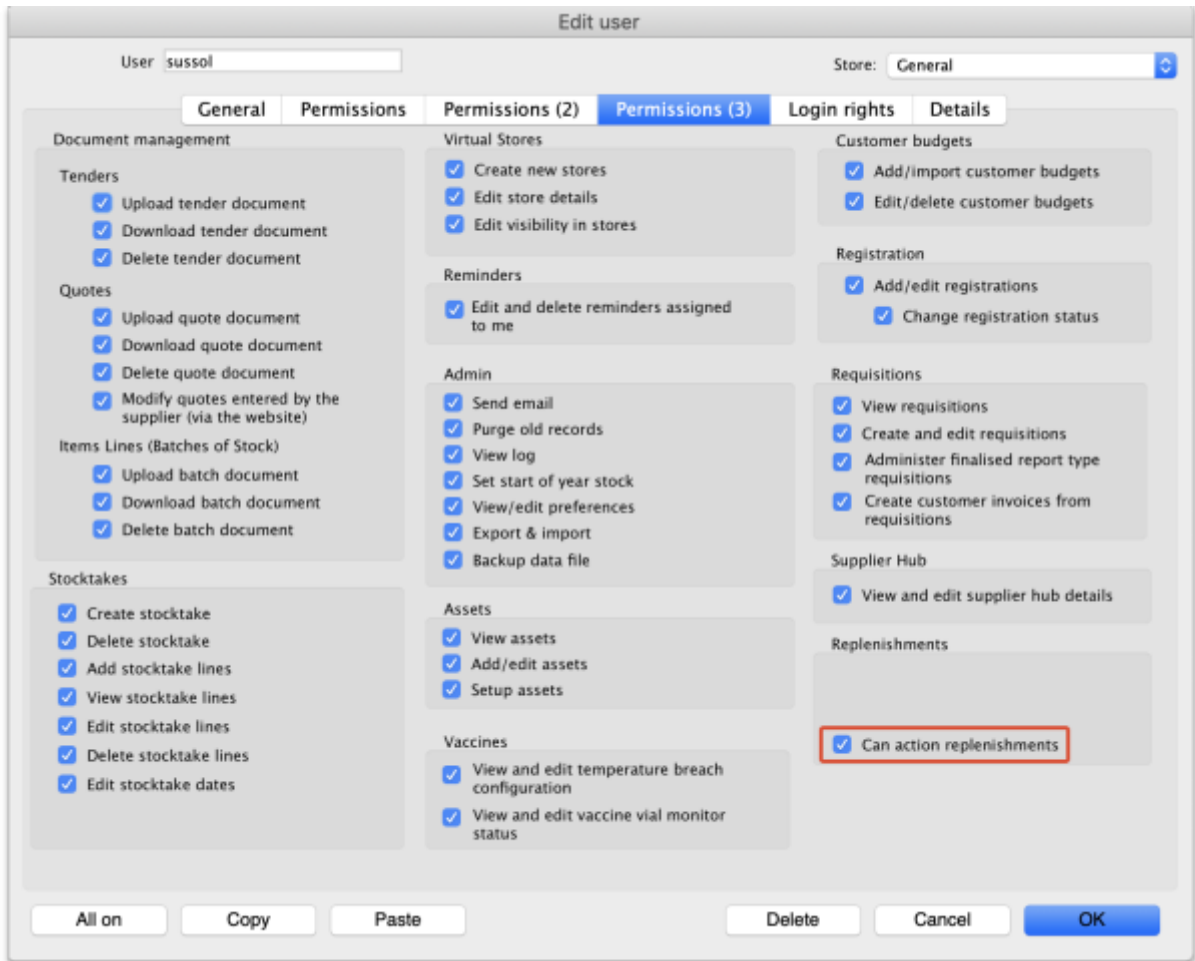 Edit user
User sussol
Store: General
General Permissions Permissions (2) Permissions (3) Login rights Details
Document management
Tenders
Upload tender document
Download tender document
Delete tender document
Quotes
Upload quote document
Download quote document
Delete quote document
Modify quotes entered by the
supplier (via the website)
Items Lines (Batches of Stock)
Upload batch document
Download batch document
Delete batch document
Stocktakes
Create stocktake
Delete stocktake
Add stocktake lines
View stocktake lines
Edit stocktake lines
Delete stocktake lines
Edit stocktake dates
Virtual Stores
Create new stores
Edit store details
Edit visibility in stores
Reminders
Edit and delete reminders assigned
to me
Admin
Send email
Purge old records
View log
Set start of year stock
View/edit preferences
Export & import
Backup data file
Assets
View assets
Add/edit assets
Setup assets
Vaccines
View and edit temperature breach
configuration
View and edit vaccine vial monitor
status
Customer budgets
Add/import customer budgets
Edit/delete customer budgets
Registration
Add/edit registrations
Change registration status
Requisitions
View requisitions
Create and edit requisitions
Administer finalised report type
requisitions
Create customer invoices from
requisitions
Supplier Hub
View and edit supplier hub details
Replenishments
Can action replenishments
All on Copy Paste Delete Cancel OK